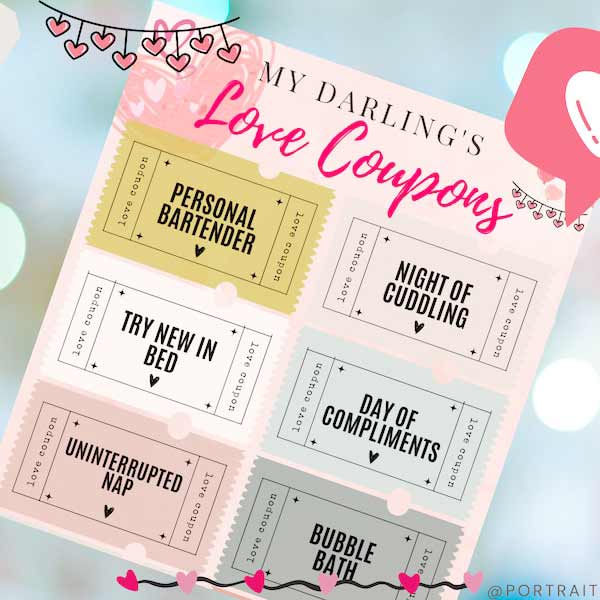 MY DARLING'S
Love Coupons
love coupon
PERSONAL
BARTENDER
love coupon
love coupon
NIGHT OF
CUDDLING
love coupon
love coupon
TRY NEW IN
BED
love coupon
love coupon
DAY OF
COMPLIMENTS
love coupon
love coupon
UNINTERRUPTED
NAP
love coupon
love coupon
BUBBLE
BATH
love coupon
@PORTRAIT